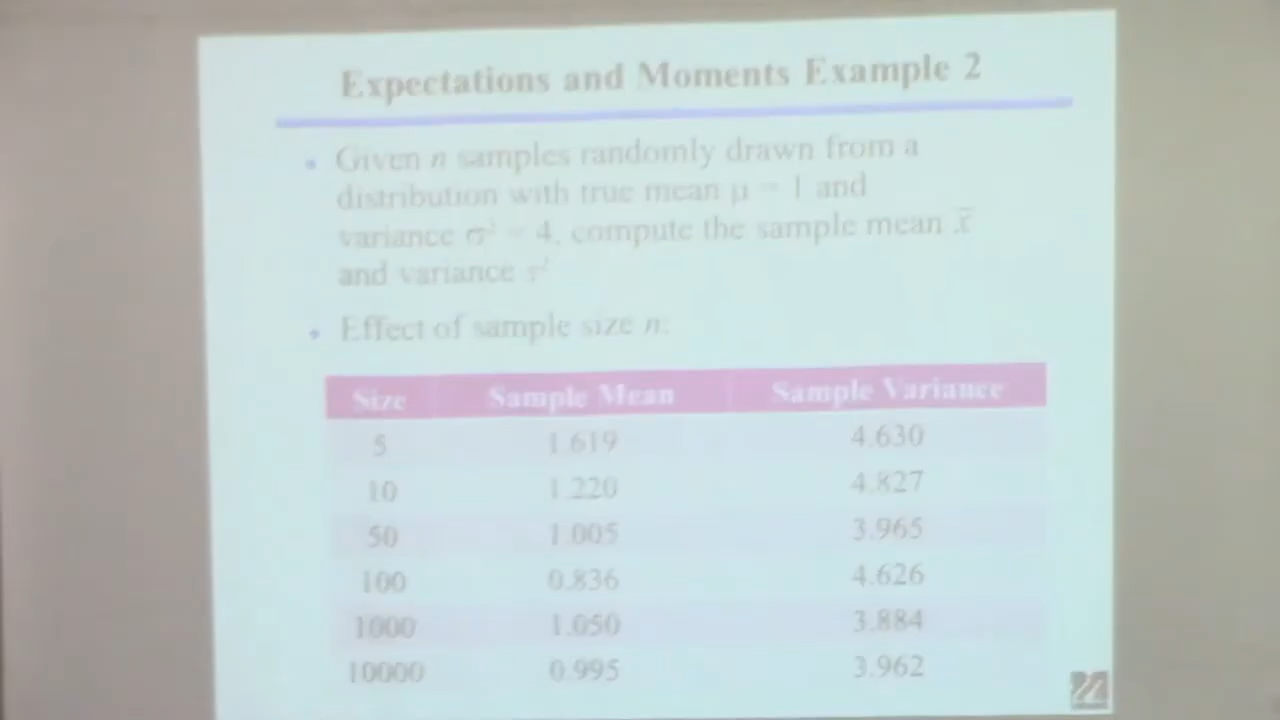 Expectations and Moments Example 2
• Given n samples randomly drawn from a
distribution with true mean μ = 1 and
variance σ² = 4, compute the sample mean x̄
and variance s²
• Effect of sample size n:
Size Sample Mean Sample Variance
5 1.619 4.630
10 1.220 4.827
50 1.005 3.965
100 0.836 4.626
1000 1.050 3.884
10000 0.995 3.962